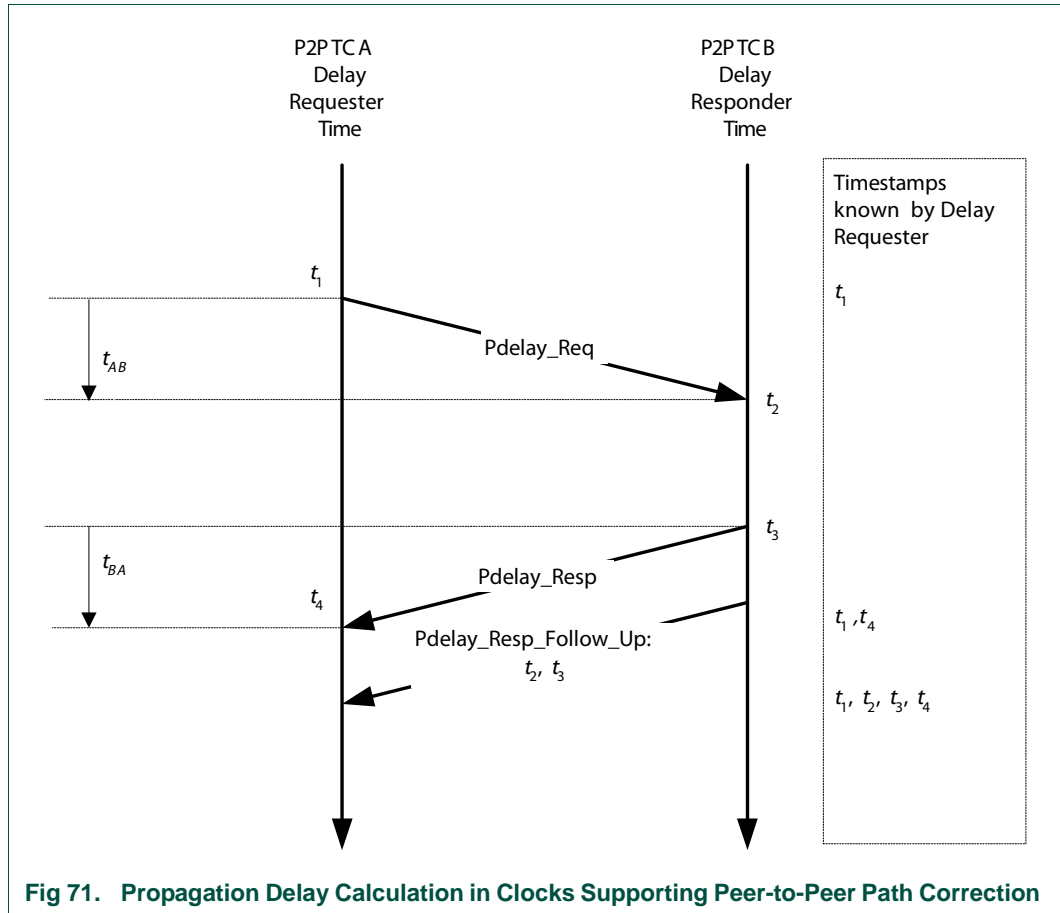 P2P TC A
Delay
Requester
Time
P2P TC B
Delay
Responder
Time
Timestamps
known by Delay
Requester
t1
t1
Pdelay_Req
tAB
t2
t3
tBA
Pdelay_Resp
t4
t1 ,t4
Pdelay_Resp_Follow_Up:
t2, t3
t1, t2, t3, t4
Fig 71. Propagation Delay Calculation in Clocks Supporting Peer-to-Peer Path Correction